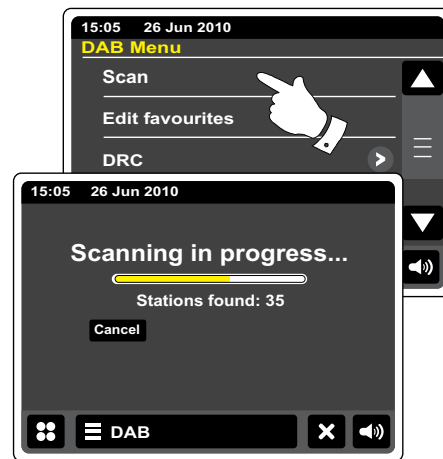 15:05 26 Jun 2010
DAB Menu
Scan
Edit favourites
DRC
15:05 26 Jun 2010
Scanning in progress...
Stations found: 35
Cancel
DAB